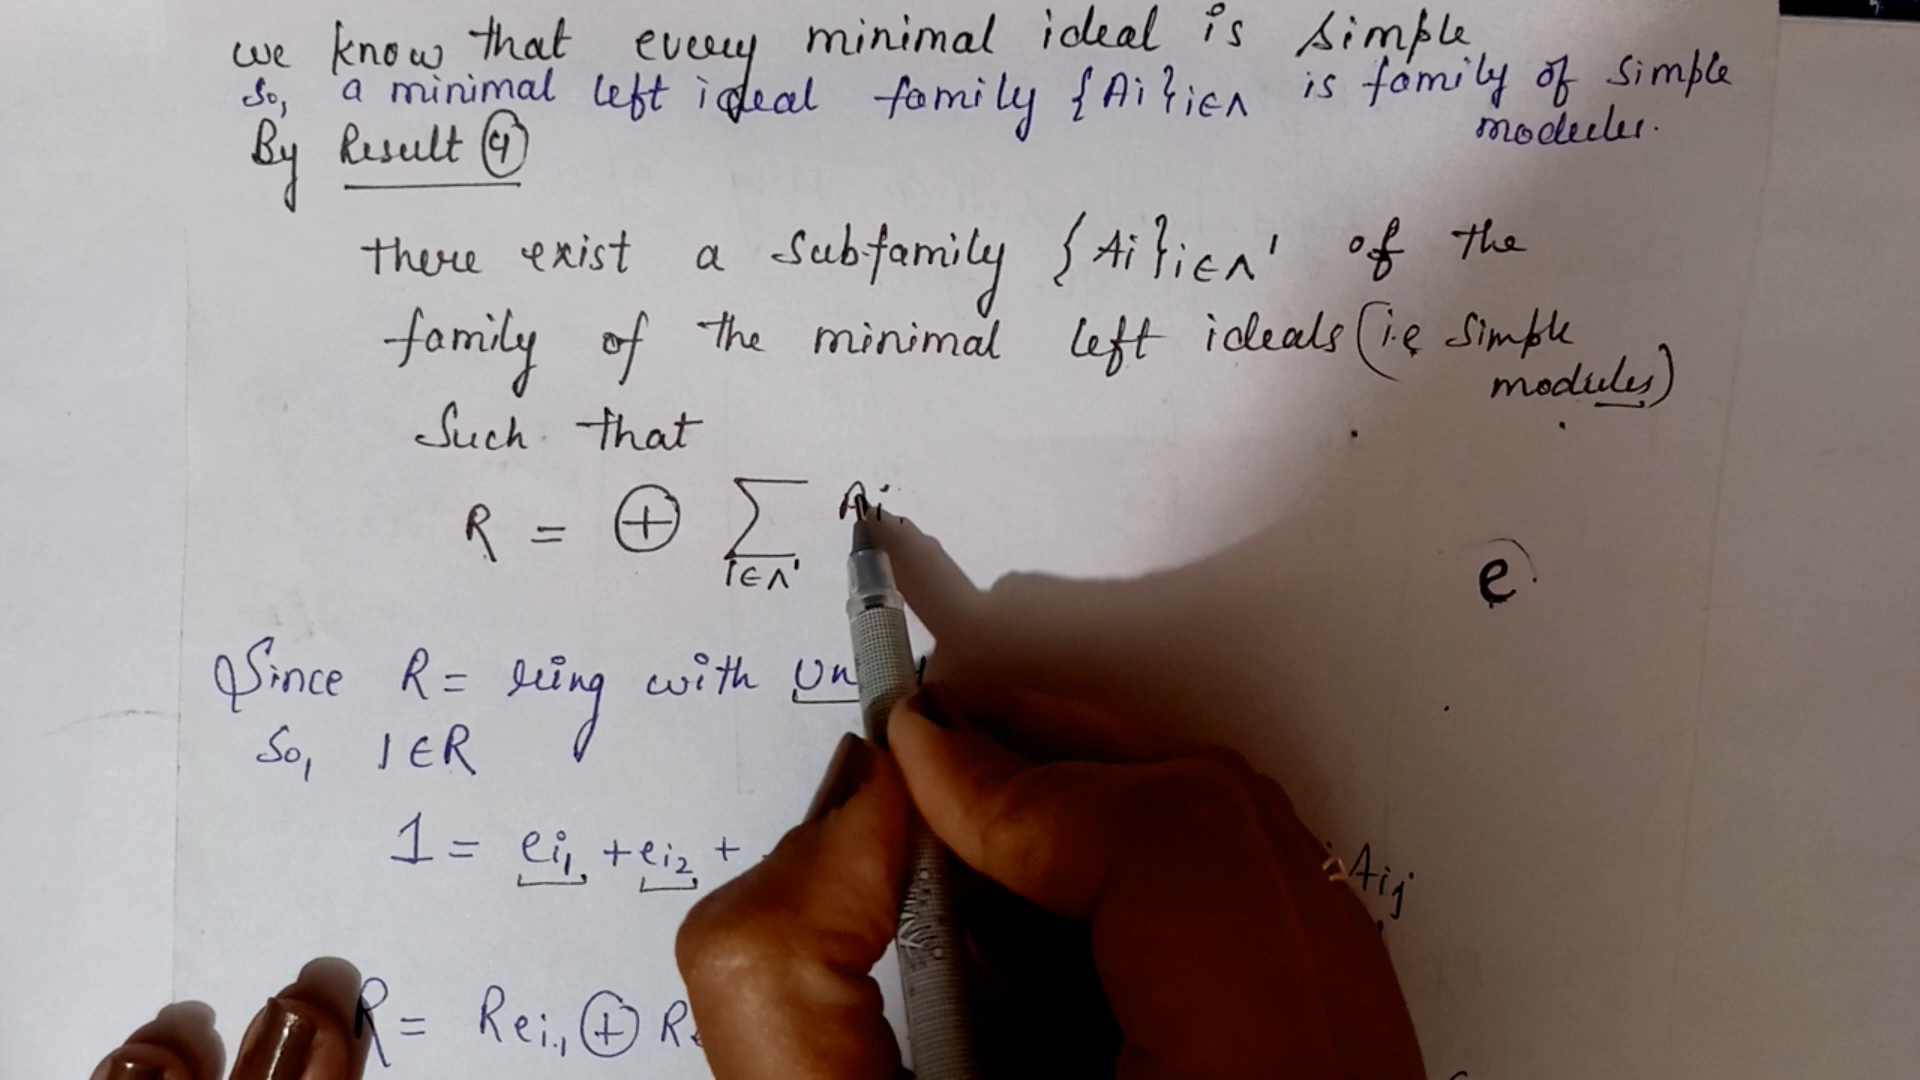 we know that every minimal ideal is simple
So, a minimal left ideal family {Ai}i∈Λ is family of simple
modules.
By Result ④
there exist a subfamily {Ai}i∈Λ' of the
family of the minimal left ideals (i.e simple
modules)
Such that
R = ⊕ ∑ Ai
i∈Λ'
e
Since R = ring with
So, 1∈R
1 = ei₁ + ei₂ +
Aij
R = Rei₁ ⊕